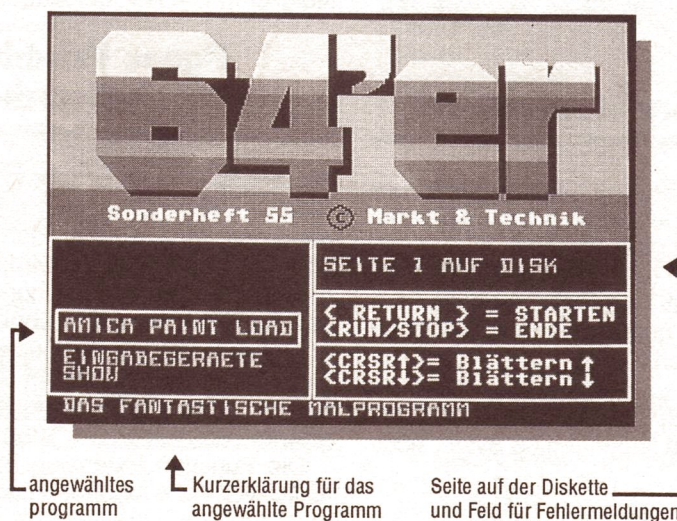 64'er
Sonderheft 55 © Markt & Technik
SEITE 1 AUF DISK
AMICA PAINT LOAD
EINGABEGERAETE
SHOW
< RETURN > = STARTEN
<RUN/STOP> = ENDE
<CRSR↑>= Blättern ↑
<CRSR↓>= Blättern ↓
DAS FANTASTISCHE MALPROGRAMM
angewähltes
programm
Kurzerklärung für das
angewählte Programm
Seite auf der Diskette
und Feld für Fehlermeldungen